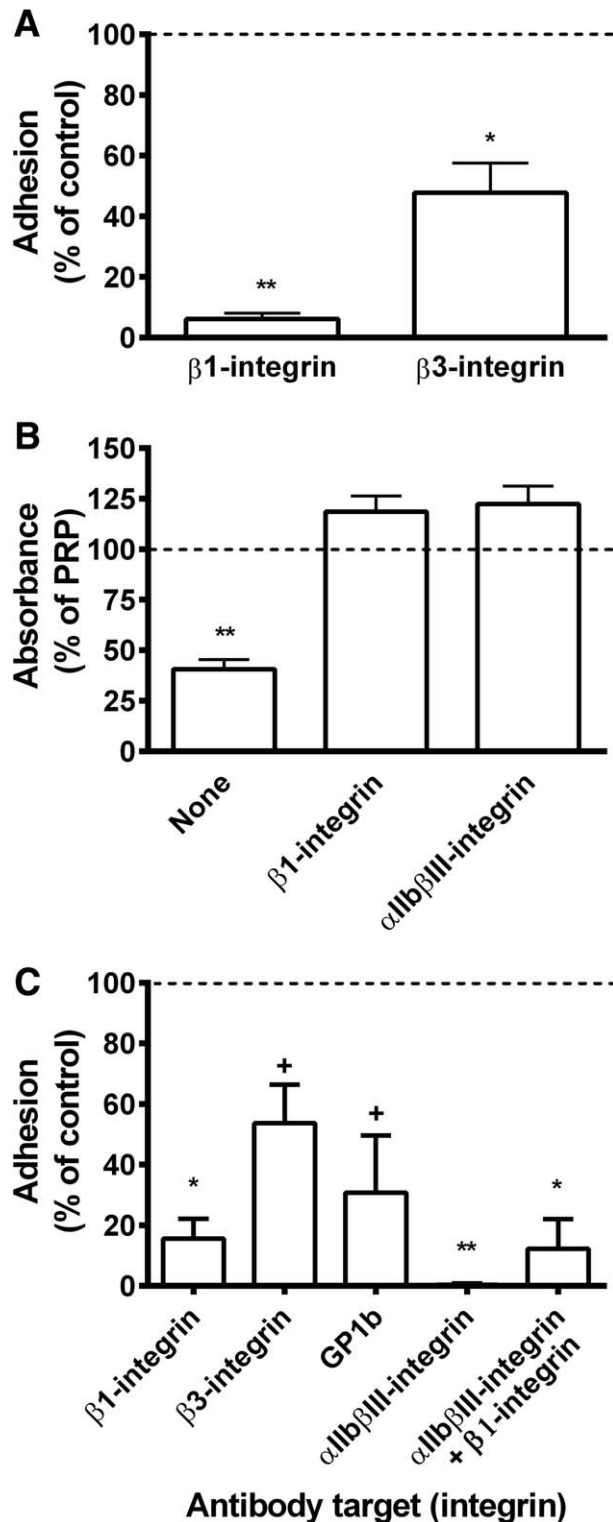 A
Adhesion
(% of control)
100
80
60
40
20
0
**
*
β1-integrin
β3-integrin
B
Absorbance
(% of PRP)
150
125
100
75
50
25
0
**
None
β1-integrin
αIIbβIII-integrin
C
Adhesion
(% of control)
100
80
60
40
20
0
*
+
+
**
*
β1-integrin
β3-integrin
GP1b
αIIbβIII-integrin
αIIbβIII-integrin
+ β1-integrin
Antibody target (integrin)